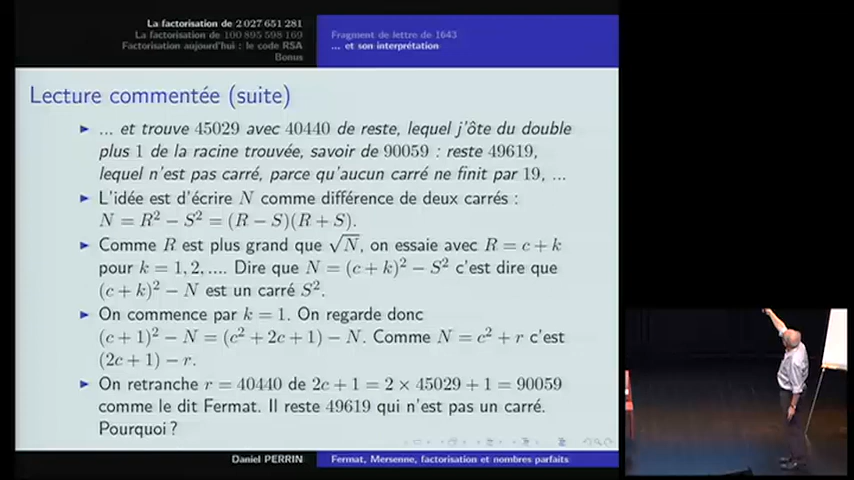 La factorisation de 2 027 651 281
La factorisation de 100 895 598 169
Factorisation aujourd'hui : le code RSA
Bonus
Fragment de lettre de 1643
... et son interprétation
Lecture commentée (suite)
... et trouve 45029 avec 40440 de reste, lequel j'ôte du double
plus 1 de la racine trouvée, savoir de 90059 : reste 49619,
lequel n'est pas carré, parce qu'aucun carré ne finit par 19, ...
L'idée est d'écrire N comme différence de deux carrés :
N = R² − S² = (R − S)(R + S).
Comme R est plus grand que √N, on essaie avec R = c + k
pour k = 1, 2, .... Dire que N = (c + k)² − S² c'est dire que
(c + k)² − N est un carré S².
On commence par k = 1. On regarde donc
(c + 1)² − N = (c² + 2c + 1) − N. Comme N = c² + r c'est
(2c + 1) − r.
On retranche r = 40440 de 2c + 1 = 2 × 45029 + 1 = 90059
comme le dit Fermat. Il reste 49619 qui n'est pas un carré.
Pourquoi ?
Daniel PERRIN
Fermat, Mersenne, factorisation et nombres parfaits